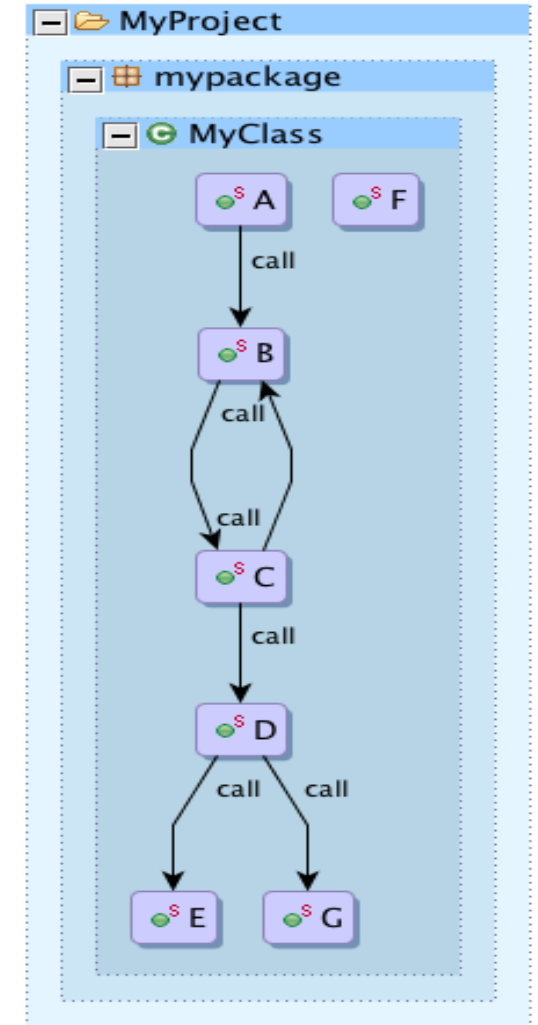 MyProject
mypackage
C MyClass
S A
S F
call
S B
call
call
S C
call
S D
call call
S E
S G